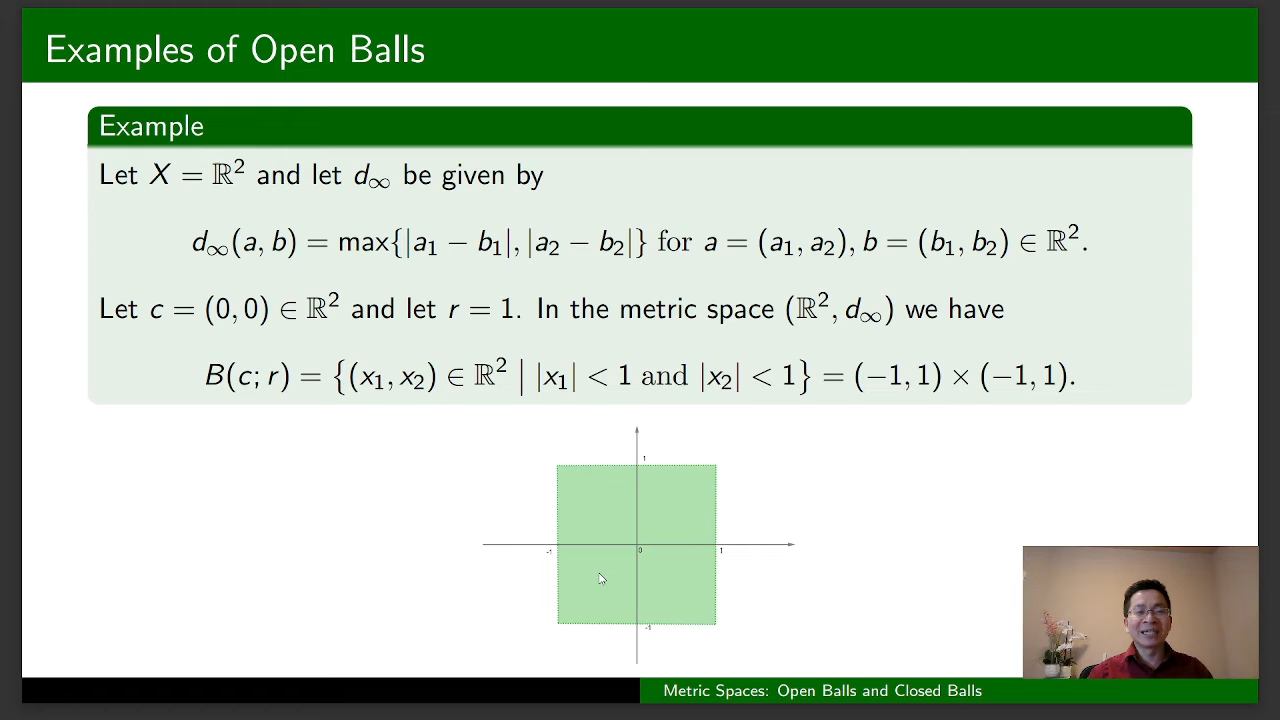 Examples of Open Balls
Example
Let X = ℝ² and let d∞ be given by
d∞(a, b) = max{|a₁ − b₁|, |a₂ − b₂|} for a = (a₁, a₂), b = (b₁, b₂) ∈ ℝ².
Let c = (0, 0) ∈ ℝ² and let r = 1. In the metric space (ℝ², d∞) we have
B(c; r) = {(x₁, x₂) ∈ ℝ² | |x₁| < 1 and |x₂| < 1} = (−1, 1) × (−1, 1).
1
-1 0 1
-1
Metric Spaces: Open Balls and Closed Balls